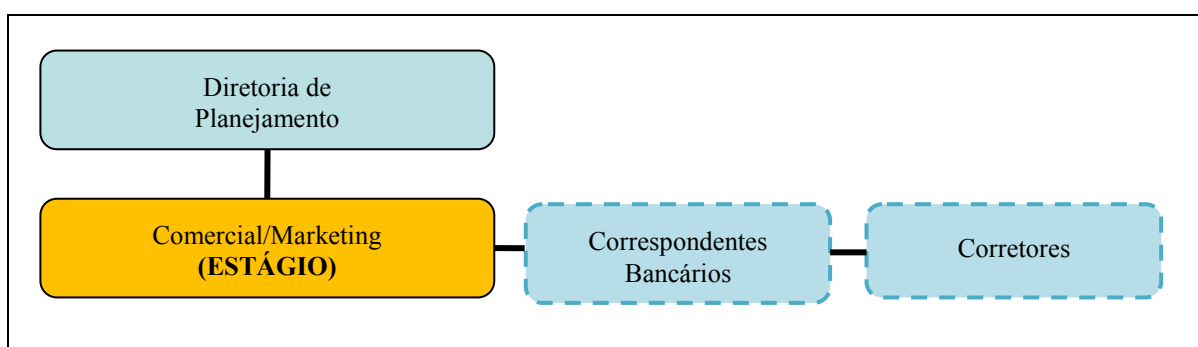 Diretoria de
Planejamento
Comercial/Marketing
(ESTÁGIO)
Correspondentes
Bancários
Corretores